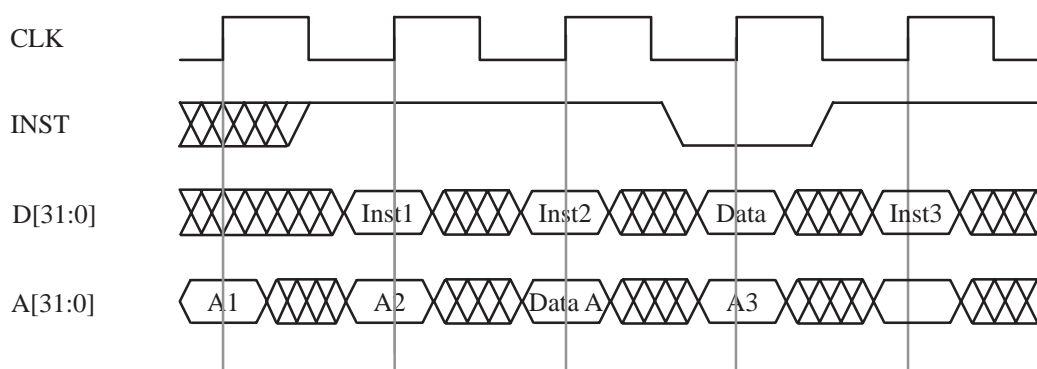 CLK
INST
D[31:0] Inst1 Inst2 Data Inst3
A[31:0] A1 A2 Data A A3